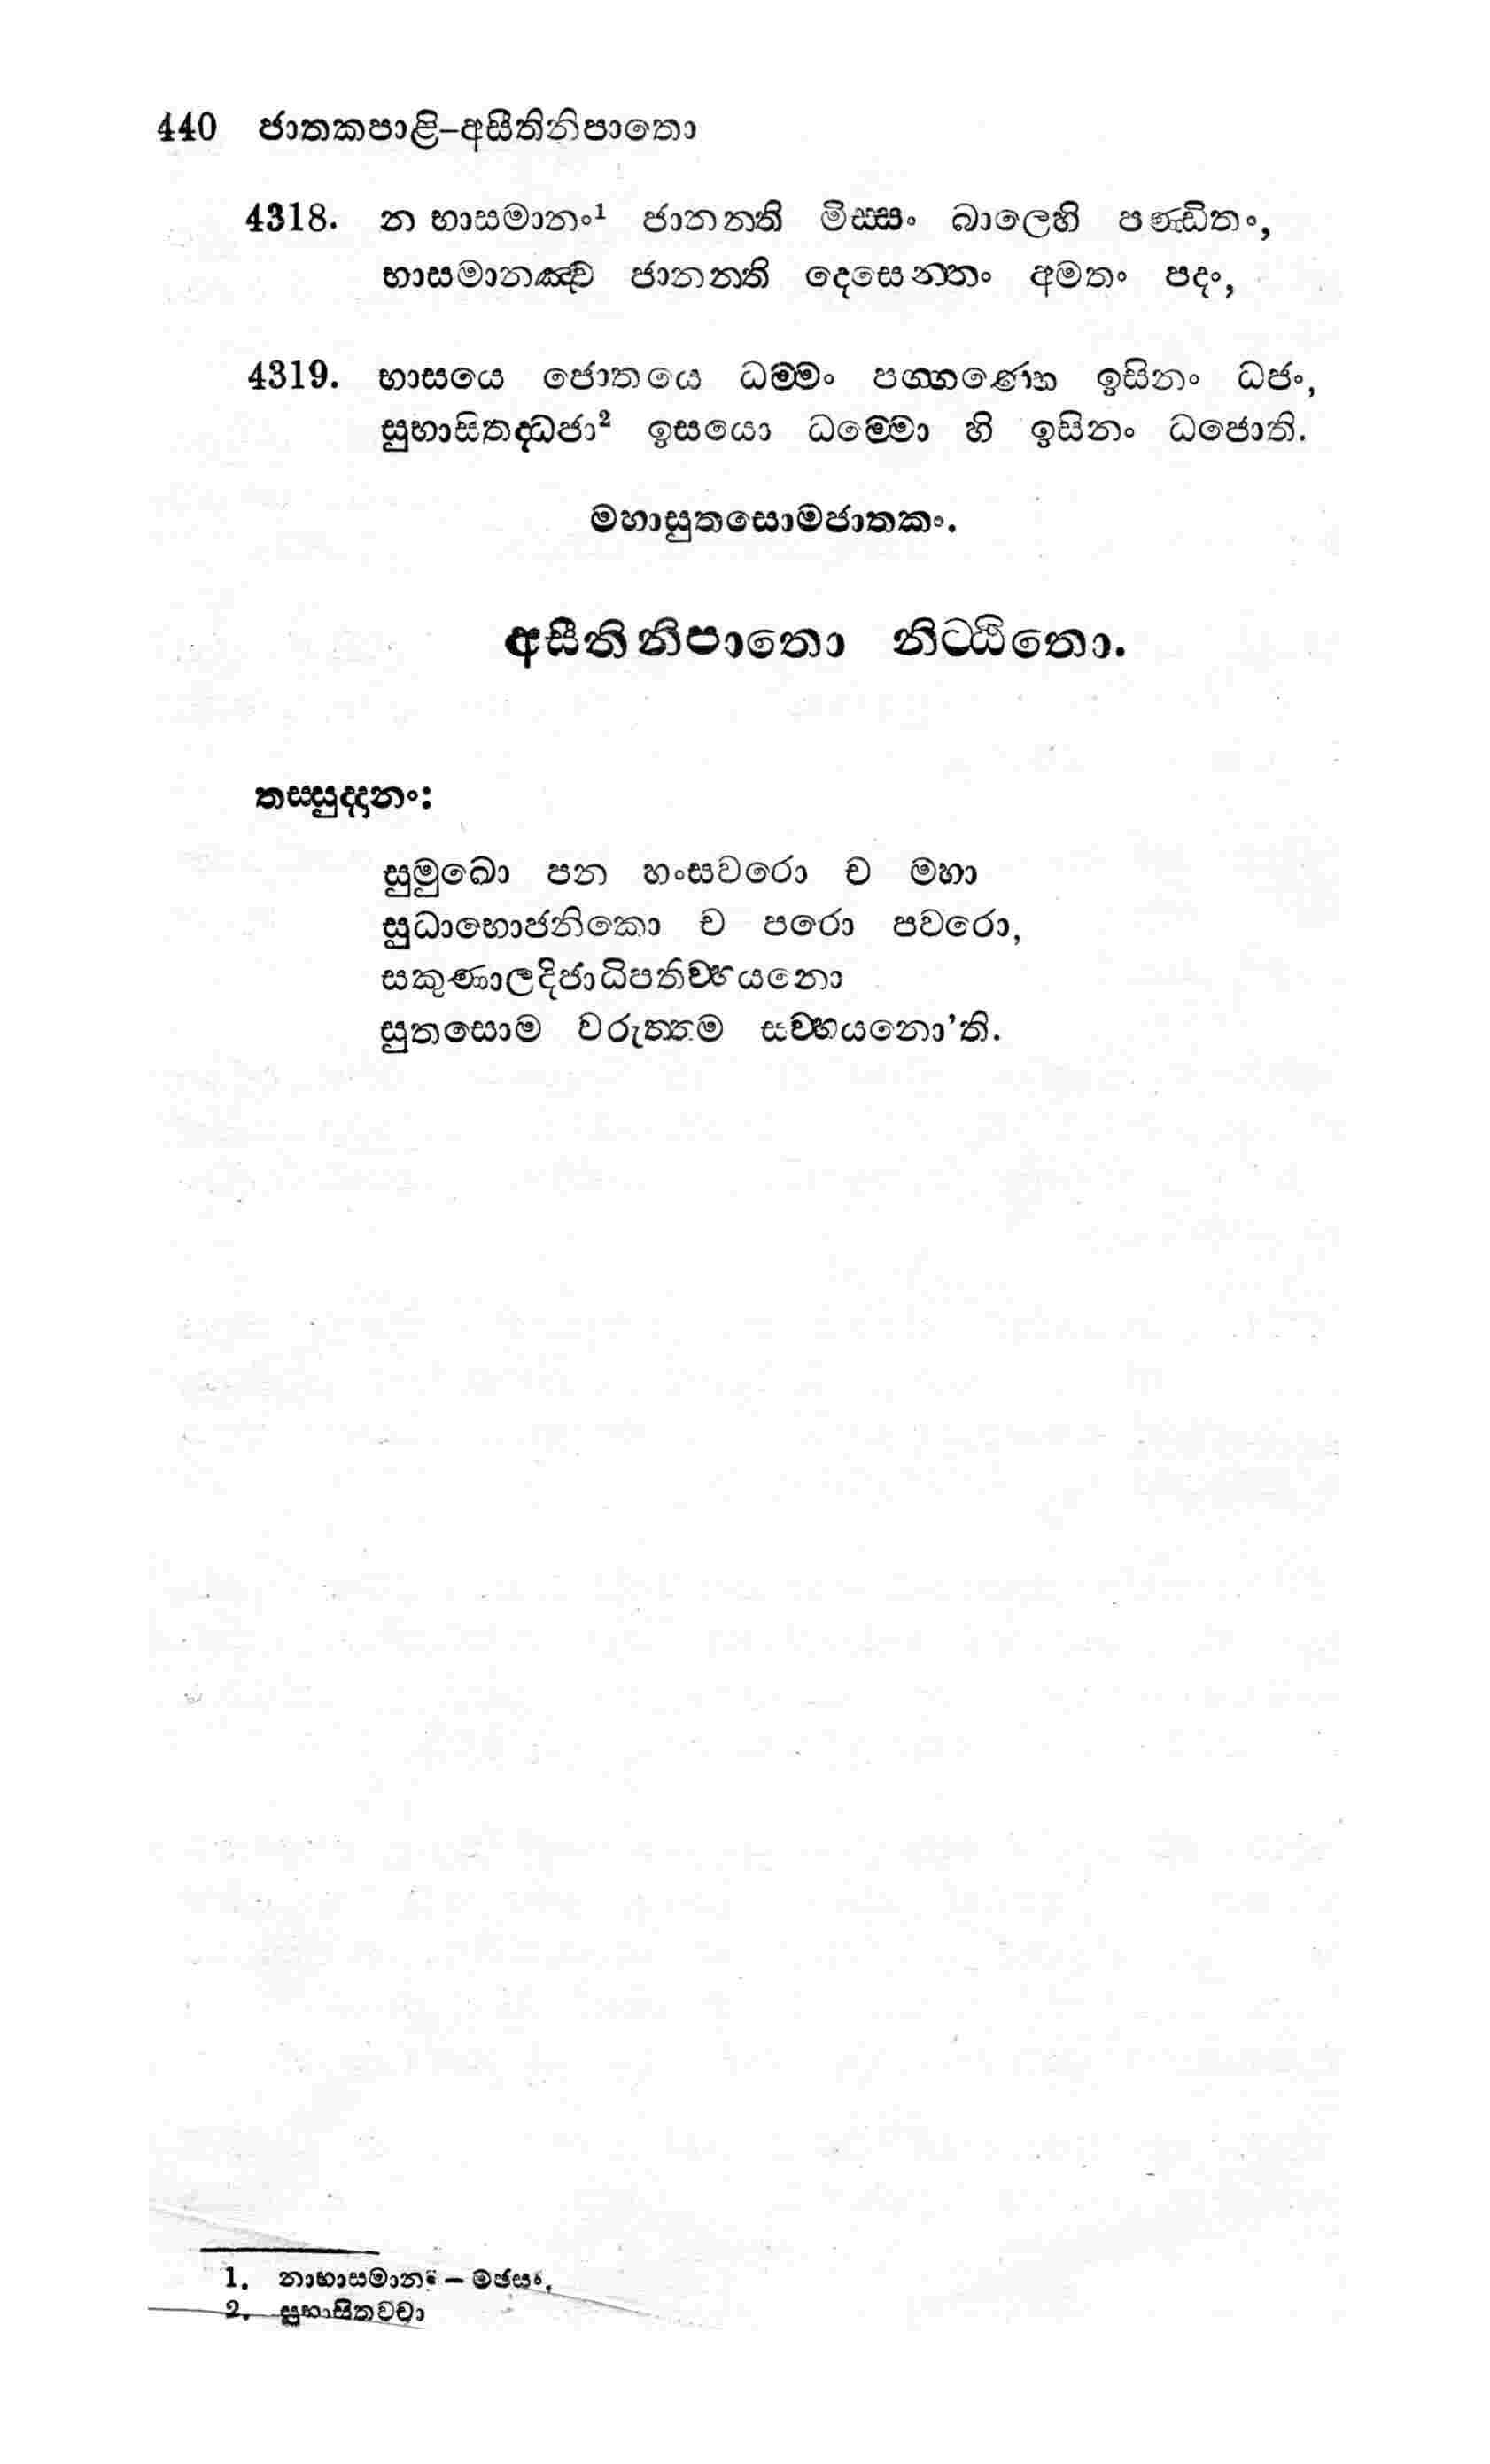 440 ජාතකපාළි-අසීතිනිපාතො
4318. න භාසමානං¹ ජානන්ති මිස්සං බාලෙහි පණ්ඩිතං,
භාසමානඤ්ච ජානන්ති දෙසෙන්තං අමතං පදං,
4319. භාසයෙ ජොතයෙ ධම්මං පග්ගණ්හෙ ඉසිනං ධජං,
සුභාසිතද්ධජා² ඉසයො ධම්මො හි ඉසිනං ධජොති.
මහාසුතසොමජාතකං.
අසීතිනිපාතො නිට්ඨිතො.
තස්සුද්දානං:
සුමුඛො පන හංසවරො ච මහා
සුධාභොජනිකො ච පරො පවරො,
සකුණාලදිජාධිපතිව්හයනො
සුතසොම වරුත්තම සව්හයනො'ති.
1. නාභාසමානං – මජසං,
2. සුභාසිතවචා